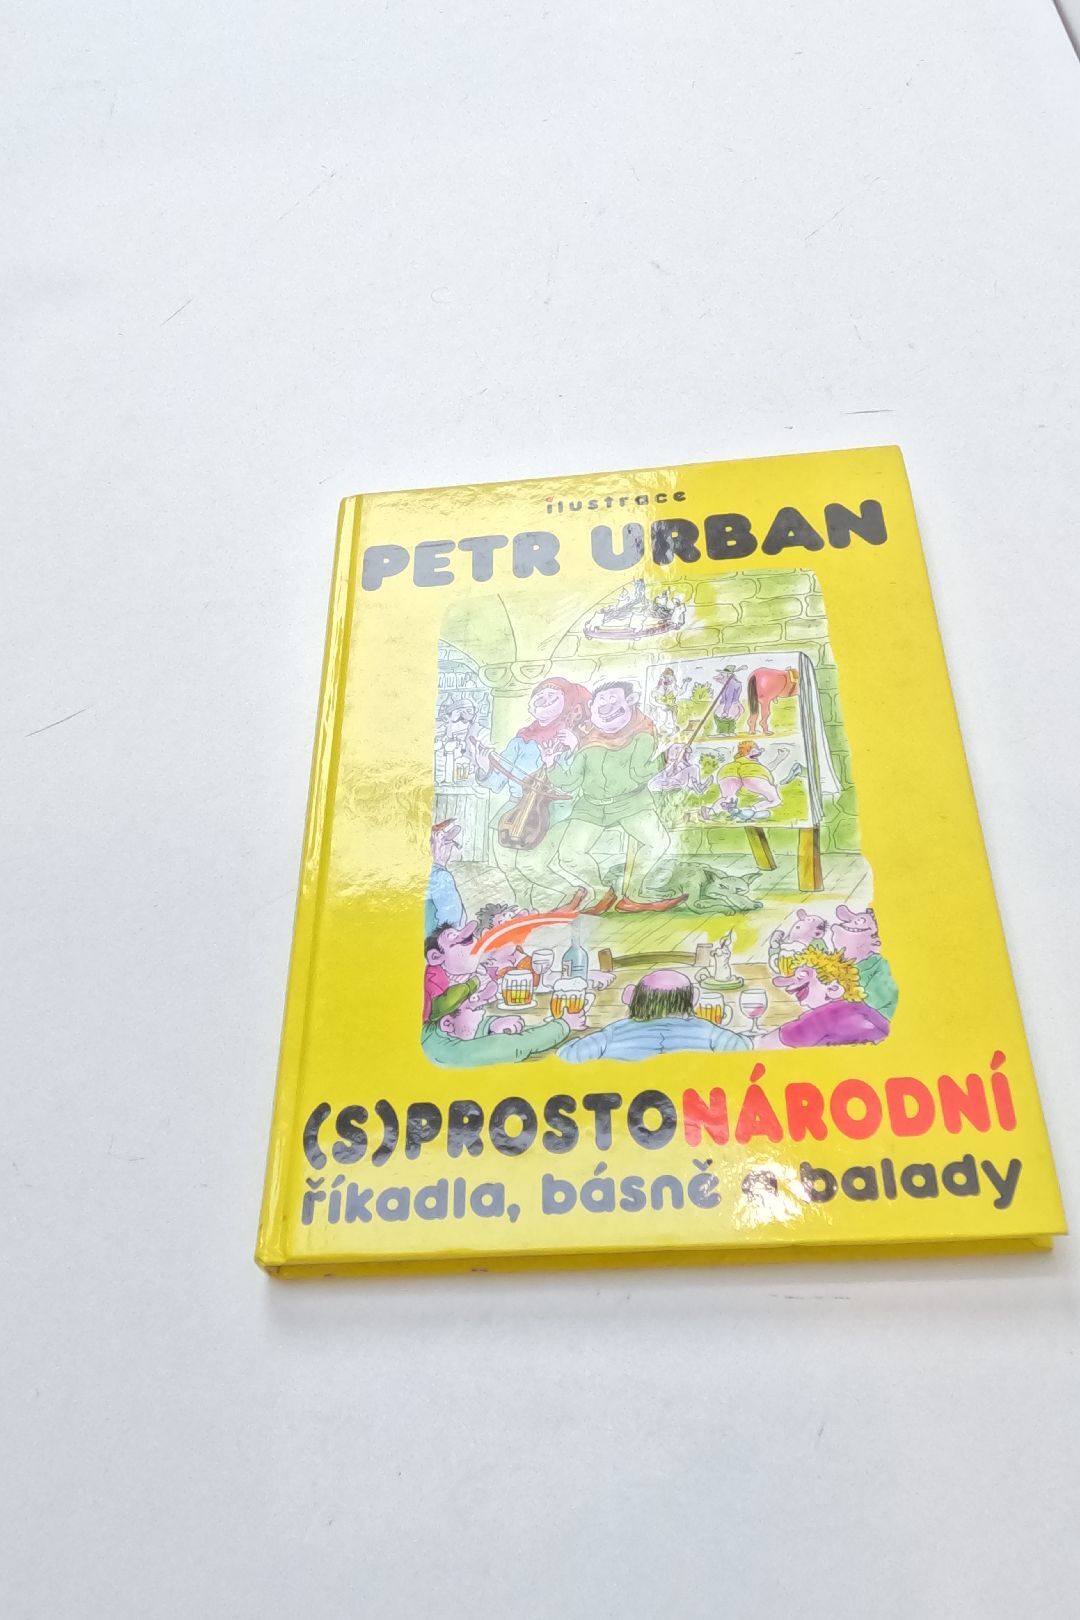 ilustrace
PETR URBAN
(S)PROSTONÁRODNÍ
říkadla, básně a balady